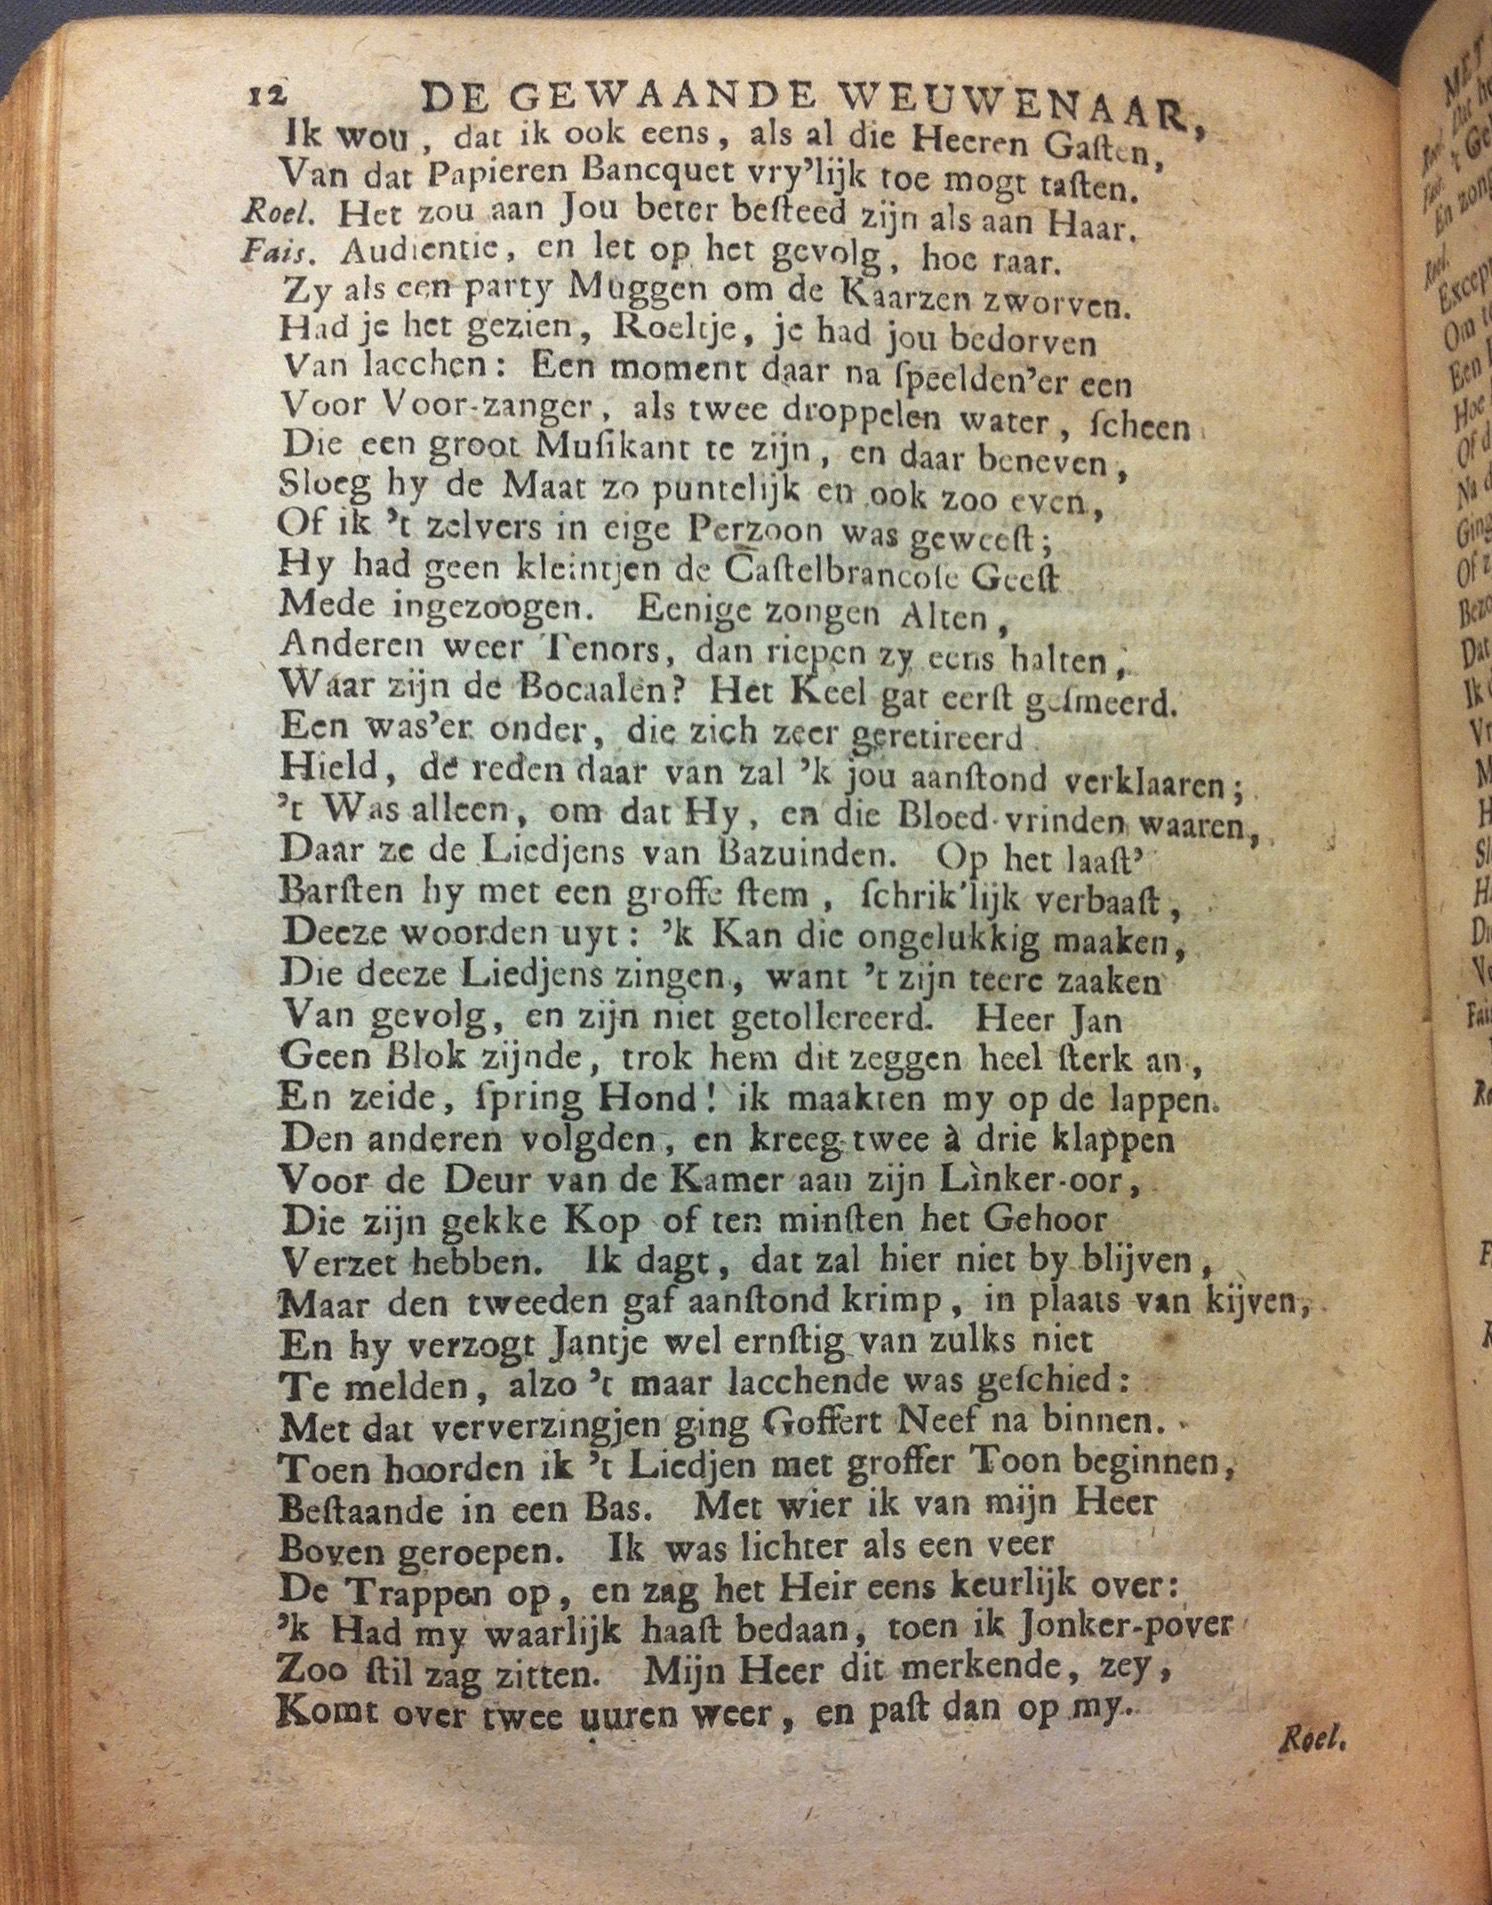 12 DE GEWAANDE WEUWENAAR,
Ik wou, dat ik ook eens, als al die Heeren Gaſten,
Van dat Papieren Bancquet vry'lijk toe mogt taſten.
Roel. Het zou aan Jou beter beſteed zijn als aan Haar.
Fais. Audientie, en let op het gevolg, hoe raar.
Zy als een party Muggen om de Kaarzen zworven.
Had je het gezien, Roeltje, je had jou bedorven
Van lacchen: Een moment daar na ſpeelden'er een
Voor Voor-zanger, als twee droppelen water, ſcheen
Die een groot Muſikant te zijn, en daar beneven,
Sloeg hy de Maat zo puntelijk en ook zoo even,
Of ik 't zelvers in eige Perzoon was geweeſt;
Hy had geen kleintjen de Caſtelbrancoſe Geeſt
Mede ingezoogen. Eenige zongen Alten,
Anderen weer Tenors, dan riepen zy eens halten,
Waar zijn de Bocaalen? Het Keel gat eerſt geſmeerd.
Een was'er onder, die zich zeer geretireerd
Hield, de reden daar van zal 'k jou aanſtond verklaaren;
't Was alleen, om dat Hy, en die Bloed-vrinden waaren,
Daar ze de Liedjens van Bazuinden. Op het laaſt'
Barſten hy met een groffe ſtem, ſchrik'lijk verbaaſt,
Deeze woorden uyt: 'k Kan die ongelukkig maaken,
Die deeze Liedjens zingen, want 't zijn teere zaaken
Van gevolg, en zijn niet getollereerd. Heer Jan
Geen Blok zijnde, trok hem dit zeggen heel ſterk an,
En zeide, ſpring Hond! ik maakten my op de lappen.
Den anderen volgden, en kreeg twee à drie klappen
Voor de Deur van de Kamer aan zijn Linker-oor,
Die zijn gekke Kop of ten minſten het Gehoor
Verzet hebben. Ik dagt, dat zal hier niet by blijven,
Maar den tweeden gaf aanſtond krimp, in plaats van kijven,
En hy verzogt Jantje wel ernſtig van zulks niet
Te melden, alzo 't maar lacchende was geſchied:
Met dat ververzingjen ging Goffert Neef na binnen.
Toen hoorden ik 't Liedjen met groffer Toon beginnen,
Beſtaande in een Bas. Met wier ik van mijn Heer
Boven geroepen. Ik was lichter als een veer
De Trappen op, en zag het Heir eens keurlijk over:
'k Had my waarlijk haaſt bedaan, toen ik Jonker-pover
Zoo ſtil zag zitten. Mijn Heer dit merkende, zey,
Komt over twee uuren weer, en paſt dan op my.
Roel.